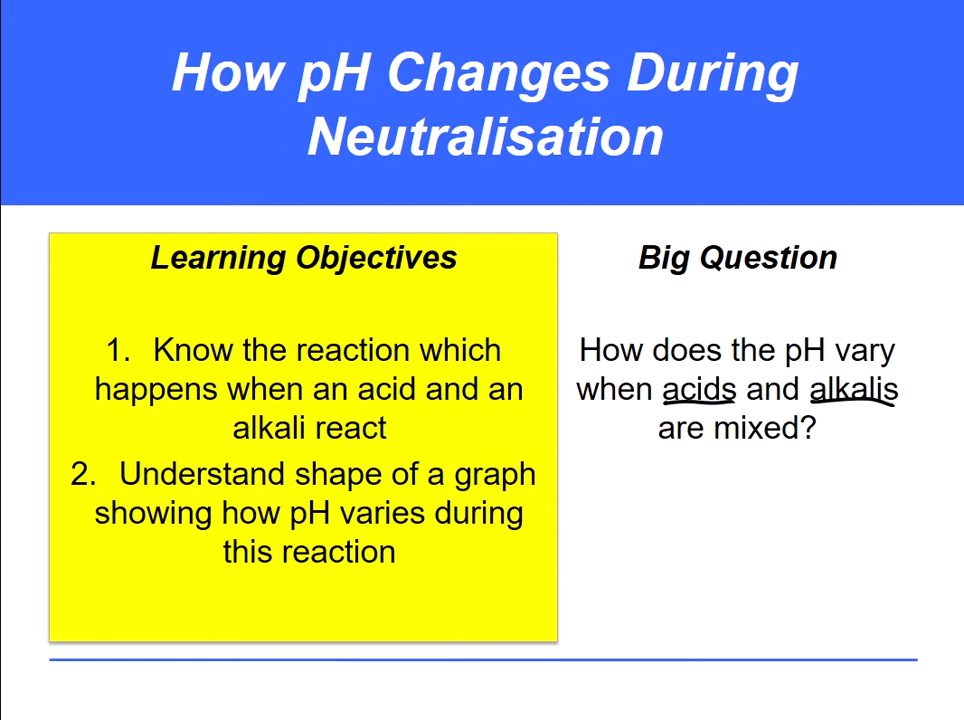 How pH Changes During
Neutralisation
Learning Objectives
1. Know the reaction which
happens when an acid and an
alkali react
2. Understand shape of a graph
showing how pH varies during
this reaction
Big Question
How does the pH vary
when acids and alkalis
are mixed?